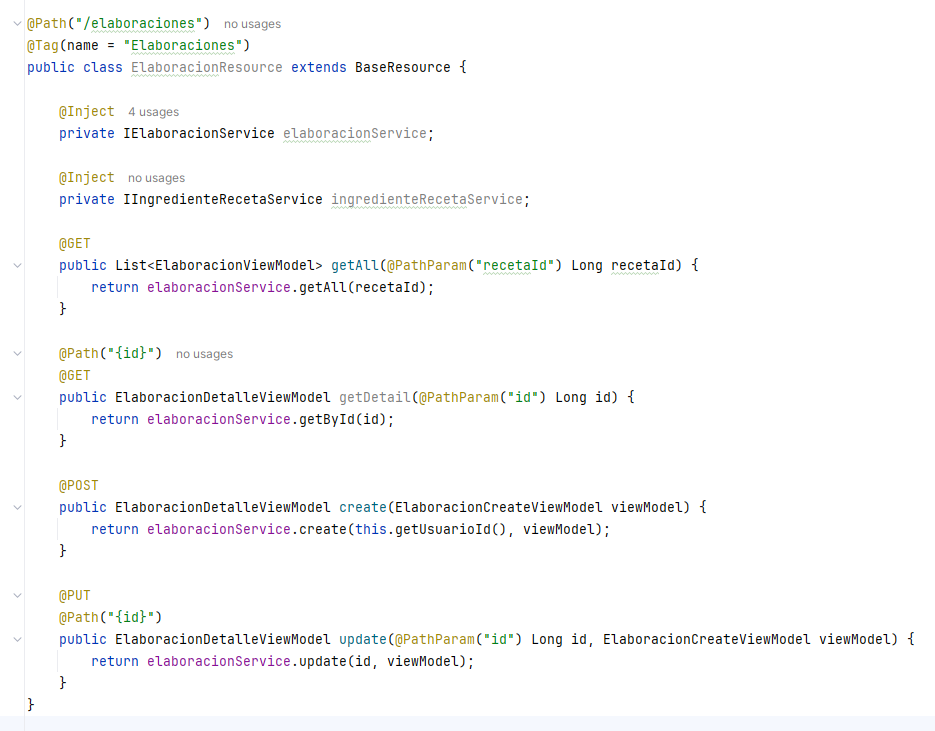 @Path("/elaboraciones") no usages
@Tag(name = "Elaboraciones")
public class ElaboracionResource extends BaseResource {
@Inject 4 usages
private IElaboracionService elaboracionService;
@Inject no usages
private IIngredienteRecetaService ingredienteRecetaService;
@GET
public List<ElaboracionViewModel> getAll(@PathParam("recetaId") Long recetaId) {
return elaboracionService.getAll(recetaId);
}
@Path("{id}") no usages
@GET
public ElaboracionDetalleViewModel getDetail(@PathParam("id") Long id) {
return elaboracionService.getById(id);
}
@POST
public ElaboracionDetalleViewModel create(ElaboracionCreateViewModel viewModel) {
return elaboracionService.create(this.getUsuarioId(), viewModel);
}
@PUT
@Path("{id}")
public ElaboracionDetalleViewModel update(@PathParam("id") Long id, ElaboracionCreateViewModel viewModel) {
return elaboracionService.update(id, viewModel);
}
}